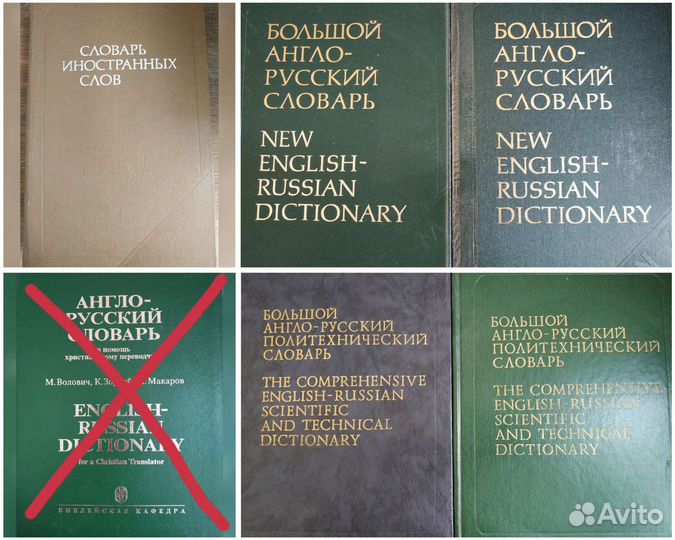 СЛОВАРЬ
ИНОСТРАННЫХ
СЛОВ
БОЛЬШОЙ
АНГЛО-
РУССКИЙ
СЛОВАРЬ
NEW
ENGLISH-
RUSSIAN
DICTIONARY
БОЛЬШОЙ
АНГЛО-
РУССКИЙ
СЛОВАРЬ
NEW
ENGLISH-
RUSSIAN
DICTIONARY
АНГЛО-
РУССКИЙ
СЛОВАРЬ
помощь
М. Волович, К. Макаров
ENGLISH-
RUSSIAN
DICTIONARY
for a Christian Translator
БИБЛЕЙСКАЯ КАФЕДРА
БОЛЬШОЙ
АНГЛО-РУССКИЙ
ПОЛИТЕХНИЧЕСКИЙ
СЛОВАРЬ
THE COMPREHENSIVE
ENGLISH-RUSSIAN
SCIENTIFIC
AND TECHNICAL
DICTIONARY
БОЛЬШОЙ
АНГЛО-РУССКИЙ
ПОЛИТЕХНИЧЕСКИЙ
СЛОВАРЬ
THE COMPREHENSIVE
ENGLISH-RUSSIAN
SCIENTIFIC
AND TECHNICAL
DICTIONARY
Avito